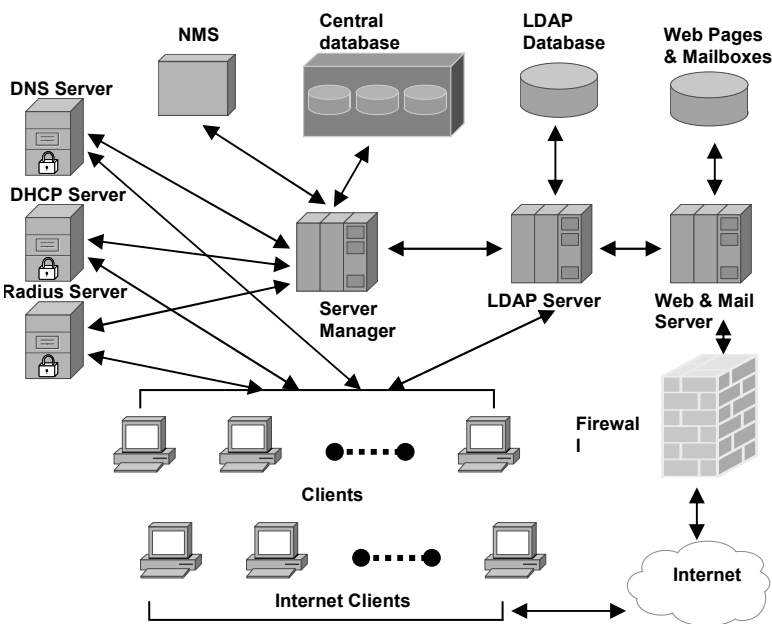 NMS
Central
database
LDAP
Database
Web Pages
& Mailboxes
DNS Server
DHCP Server
Radius Server
Server
Manager
LDAP Server
Web & Mail
Server
Firewal
l
Clients
Internet
Internet Clients